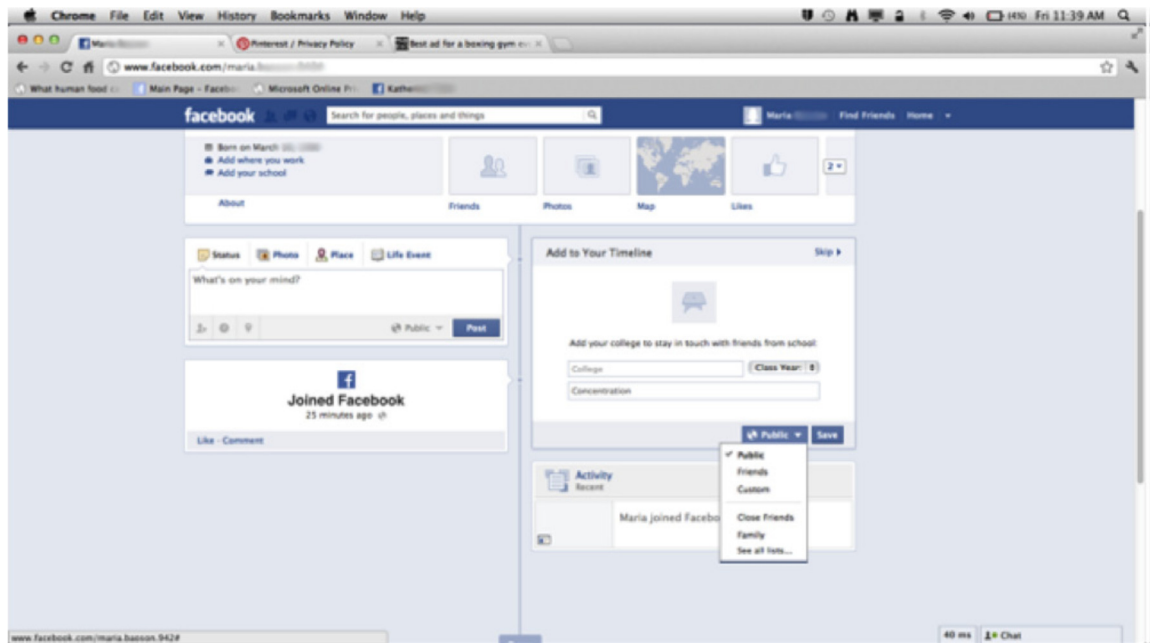 Chrome File Edit View History Bookmarks Window Help Fri 11:39 AM
Maria Pinterest / Privacy Policy Best ad for a boxing gym ev
www.facebook.com/maria.
What human food Main Page - Facebo Microsoft Online Pri Kathe
facebook Search for people, places and things Maria Find Friends Home
Born on March
Add where you work
Add your school
2
About Friends Photos Map Likes
Status Photo Place Life Event
What's on your mind?
Public Post
Joined Facebook
25 minutes ago
Like · Comment
Add to Your Timeline Skip
Add your college to stay in touch with friends from school:
College Class Year:
Concentration
Public Save
Public
Friends
Custom
Close Friends
Family
See all lists...
Activity
Recent
Maria joined Facebo
40 ms Chat